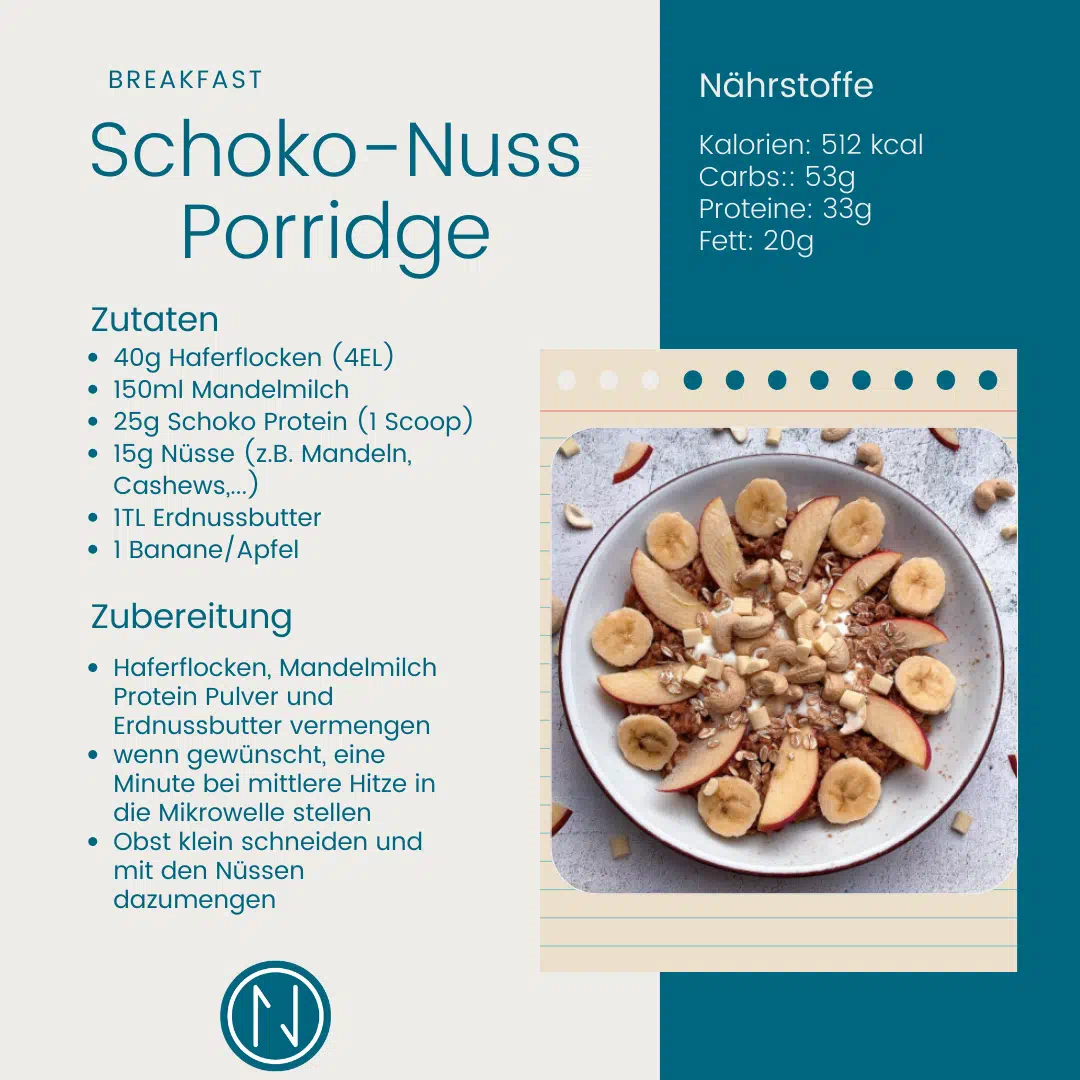 BREAKFAST
Schoko-Nuss
Porridge
Zutaten
• 40g Haferflocken (4EL)
• 150ml Mandelmilch
• 25g Schoko Protein (1 Scoop)
• 15g Nüsse (z.B. Mandeln,
Cashews,...)
• 1TL Erdnussbutter
• 1 Banane/Apfel
Zubereitung
• Haferflocken, Mandelmilch
Protein Pulver und
Erdnussbutter vermengen
• wenn gewünscht, eine
Minute bei mittlere Hitze in
die Mikrowelle stellen
• Obst klein schneiden und
mit den Nüssen
dazumengen
Nährstoffe
Kalorien: 512 kcal
Carbs:: 53g
Proteine: 33g
Fett: 20g